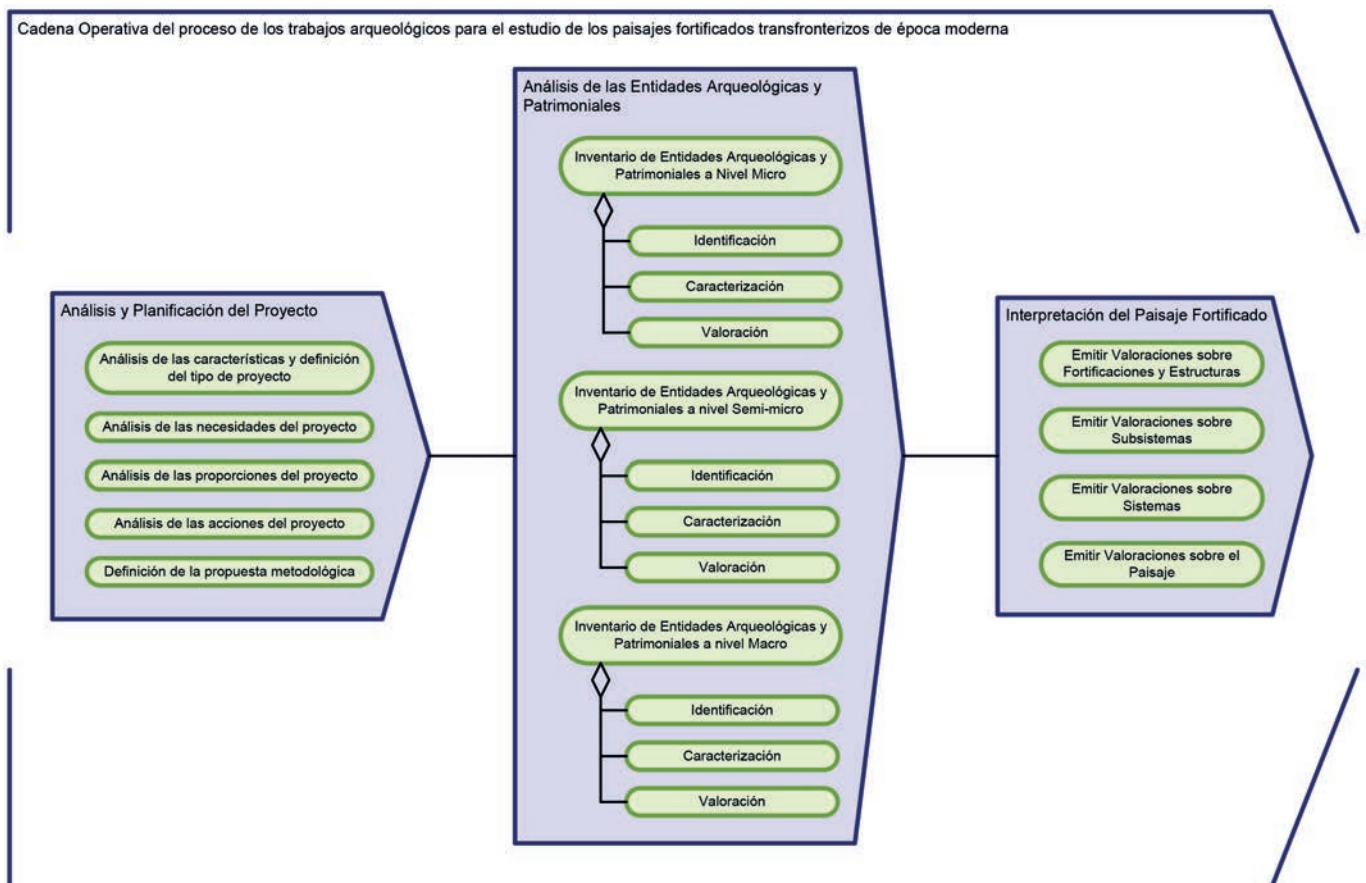 Cadena Operativa del proceso de los trabajos arqueológicos para el estudio de los paisajes fortificados transfronterizos de época moderna
Análisis y Planificación del Proyecto
Análisis de las características y definición
del tipo de proyecto
Análisis de las necesidades del proyecto
Análisis de las proporciones del proyecto
Análisis de las acciones del proyecto
Definición de la propuesta metodológica
Análisis de las Entidades Arqueológicas y
Patrimoniales
Inventario de Entidades Arqueológicas y
Patrimoniales a Nivel Micro
Identificación
Caracterización
Valoración
Inventario de Entidades Arqueológicas y
Patrimoniales a nivel Semi-micro
Identificación
Caracterización
Valoración
Inventario de Entidades Arqueológicas y
Patrimoniales a nivel Macro
Identificación
Caracterización
Valoración
Interpretación del Paisaje Fortificado
Emitir Valoraciones sobre
Fortificaciones y Estructuras
Emitir Valoraciones sobre
Subsistemas
Emitir Valoraciones sobre
Sistemas
Emitir Valoraciones sobre el
Paisaje